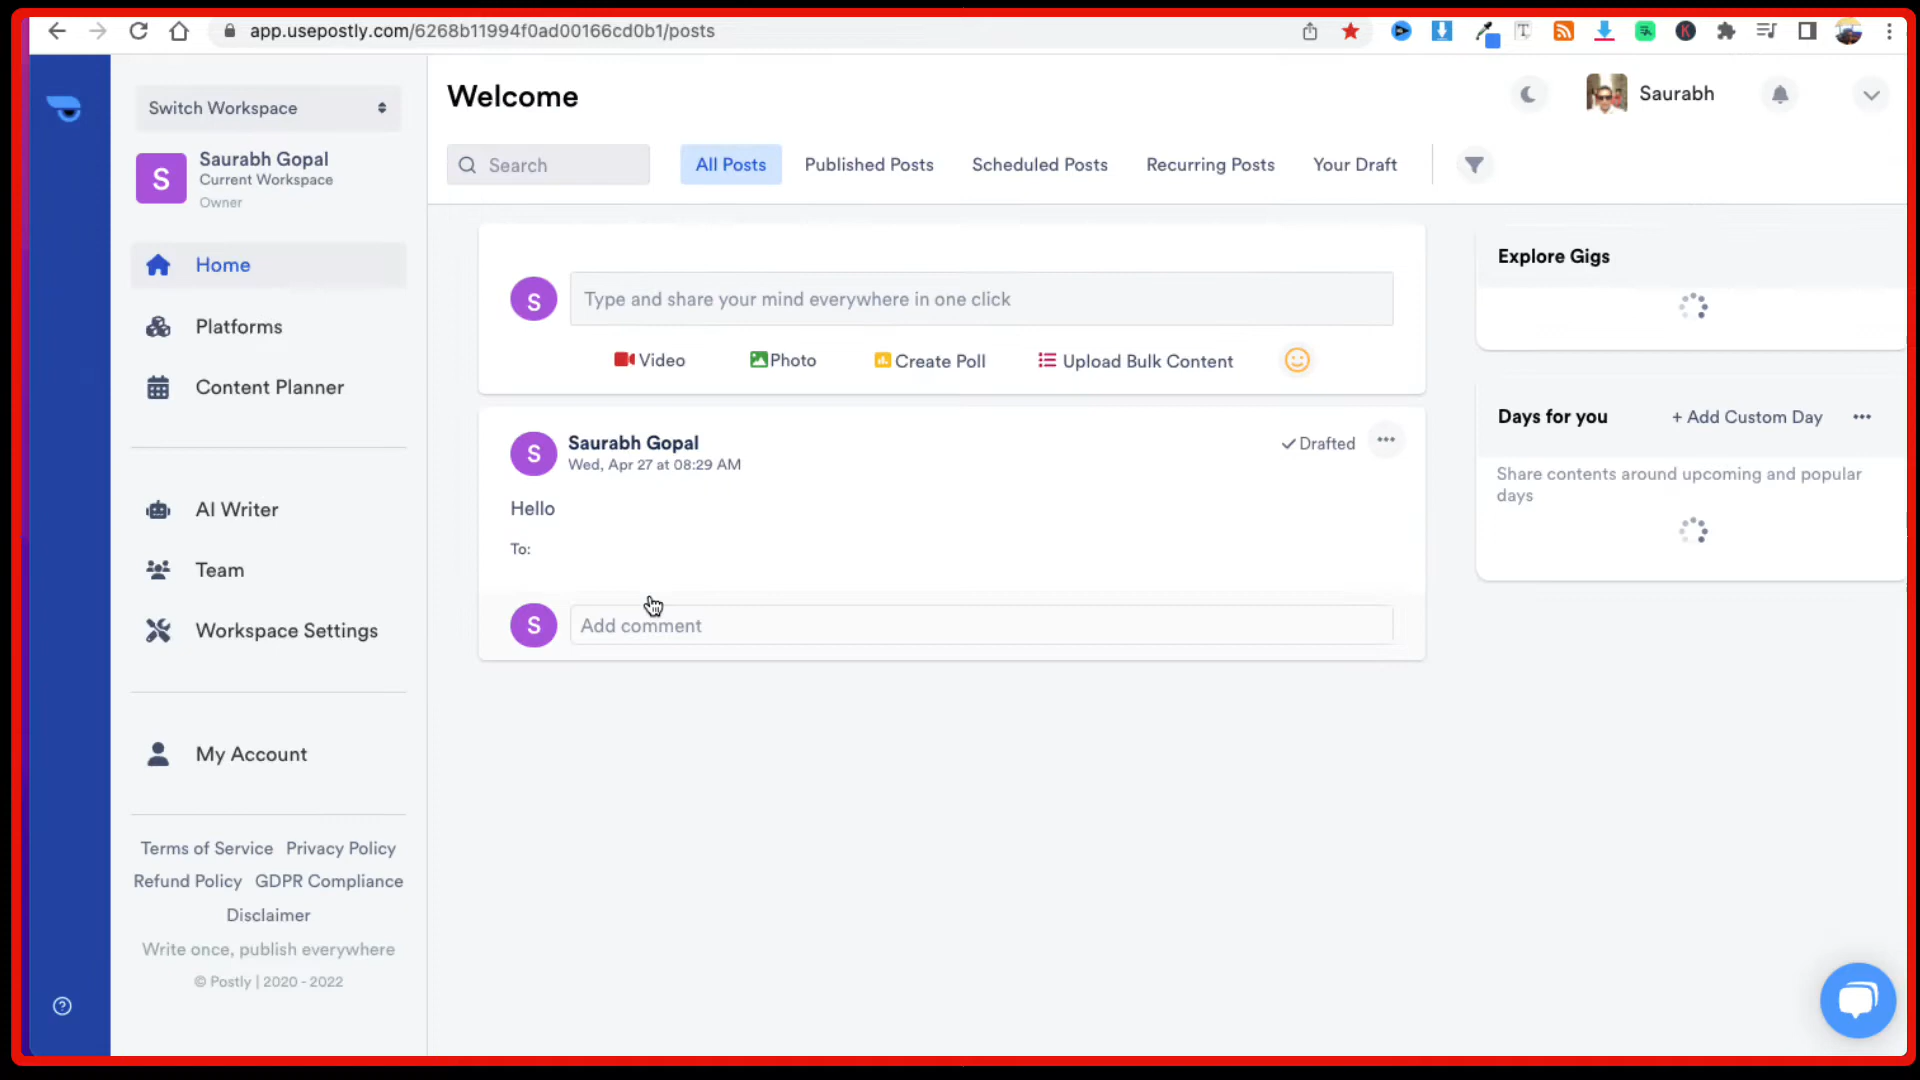 app.usepostly.com/6268b11994f0ad00166cd0b1/posts
Switch Workspace
S
Saurabh Gopal
Current Workspace
Owner
Home
Platforms
Content Planner
AI Writer
Team
Workspace Settings
My Account
Terms of Service Privacy Policy
Refund Policy GDPR Compliance
Disclaimer
Write once, publish everywhere
© Postly | 2020 - 2022
Welcome
Saurabh
Search
All Posts
Published Posts
Scheduled Posts
Recurring Posts
Your Draft
S
Type and share your mind everywhere in one click
Video
Photo
Create Poll
Upload Bulk Content
S
Saurabh Gopal
Wed, Apr 27 at 08:29 AM
Drafted
Hello
To:
S
Add comment
Explore Gigs
Days for you
+ Add Custom Day
Share contents around upcoming and popular
days